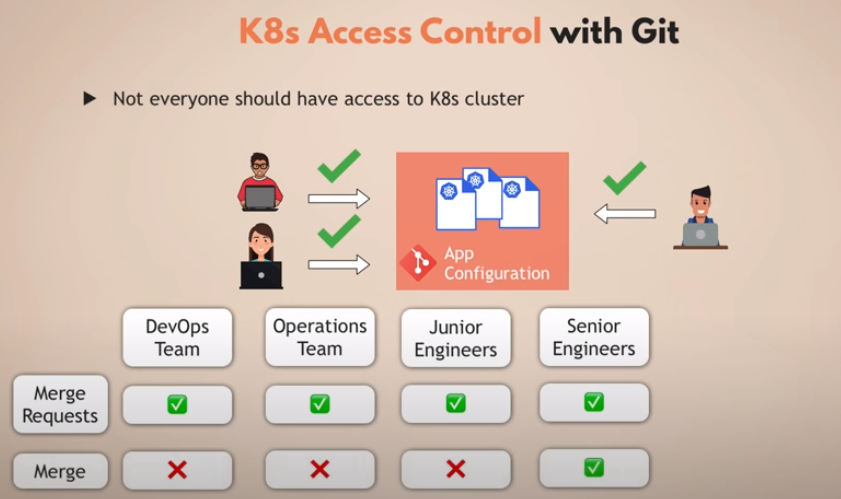 K8s Access Control with Git
▶ Not everyone should have access to K8s cluster
App
Configuration
DevOps
Team
Operations
Team
Junior
Engineers
Senior
Engineers
Merge
Requests
✅ ✅ ✅ ✅
Merge
❌ ❌ ❌ ✅